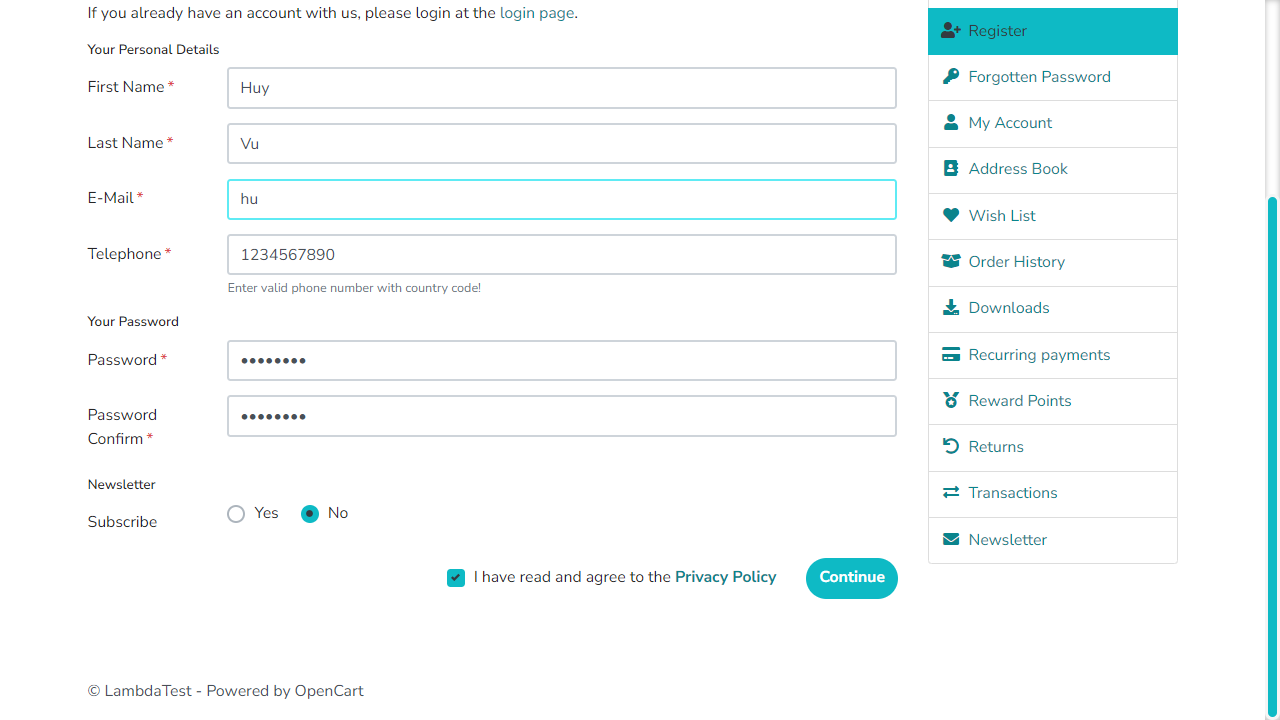 If you already have an account with us, please login at the login page.
Your Personal Details
First Name *
Huy
Last Name *
Vu
E-Mail *
hu
Telephone *
1234567890
Enter valid phone number with country code!
Your Password
Password *
••••••••
Password
Confirm *
••••••••
Newsletter
Subscribe
Yes
No
I have read and agree to the Privacy Policy
Continue
Register
Forgotten Password
My Account
Address Book
Wish List
Order History
Downloads
Recurring payments
Reward Points
Returns
Transactions
Newsletter
© LambdaTest - Powered by OpenCart